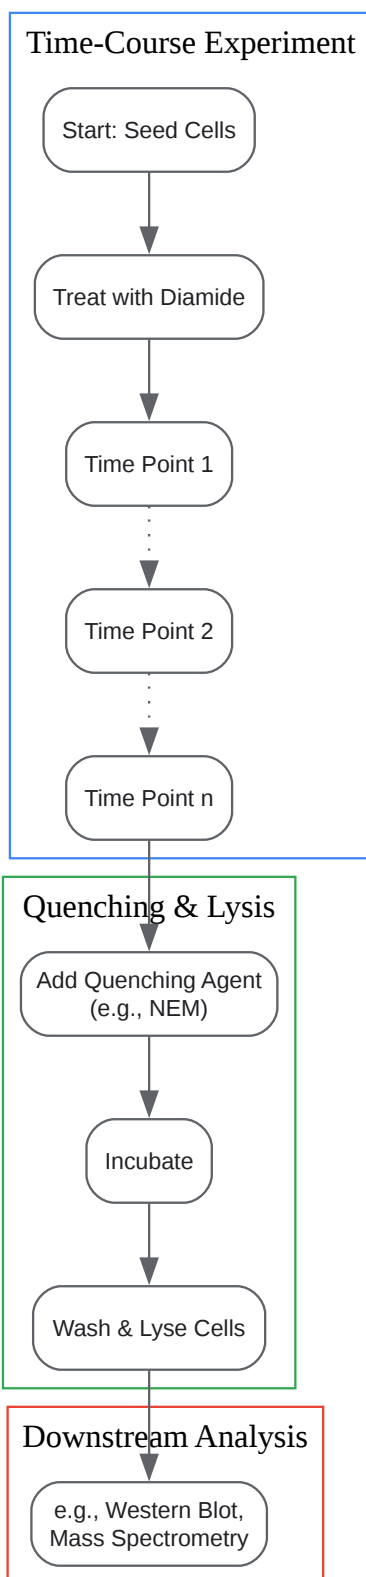 Time-Course Experiment
Start: Seed Cells
Treat with Diamide
Time Point 1
Time Point 2
Time Point n
Quenching & Lysis
Add Quenching Agent
(e.g., NEM)
Incubate
Wash & Lyse Cells
Downstream Analysis
e.g., Western Blot,
Mass Spectrometry